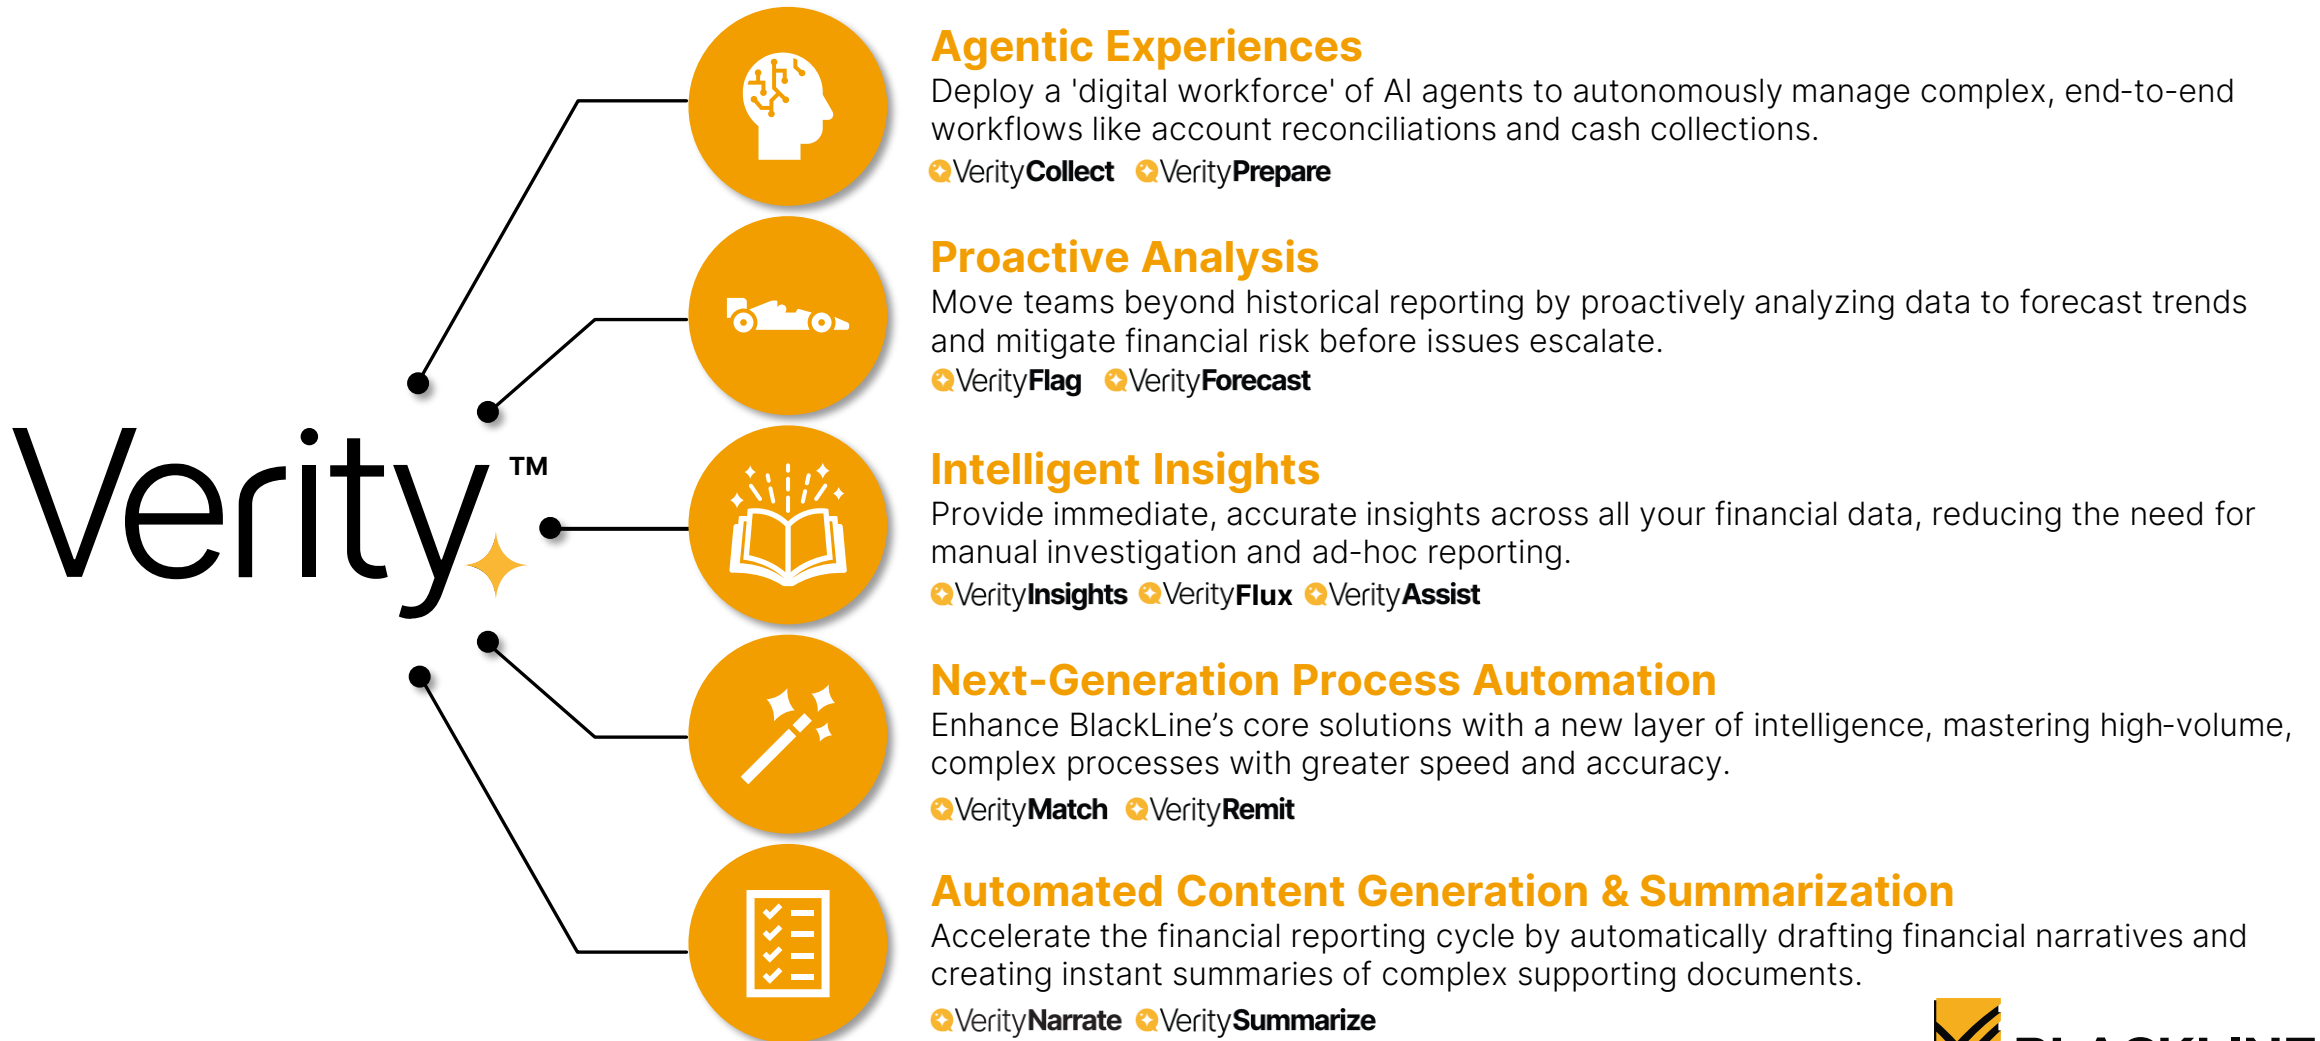 Verity™
Agentic Experiences
Deploy a 'digital workforce' of AI agents to autonomously manage complex, end-to-end
workflows like account reconciliations and cash collections.
VerityCollect VerityPrepare
Proactive Analysis
Move teams beyond historical reporting by proactively analyzing data to forecast trends
and mitigate financial risk before issues escalate.
VerityFlag VerityForecast
Intelligent Insights
Provide immediate, accurate insights across all your financial data, reducing the need for
manual investigation and ad-hoc reporting.
VerityInsights VerityFlux VerityAssist
Next-Generation Process Automation
Enhance BlackLine’s core solutions with a new layer of intelligence, mastering high-volume,
complex processes with greater speed and accuracy.
VerityMatch VerityRemit
Automated Content Generation & Summarization
Accelerate the financial reporting cycle by automatically drafting financial narratives and
creating instant summaries of complex supporting documents.
VerityNarrate VeritySummarize
BLACKLINE